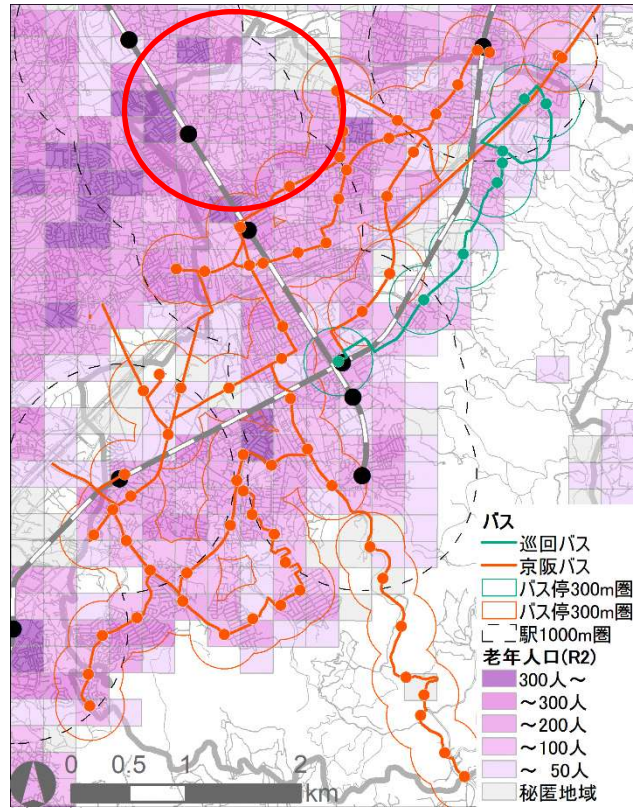 バス
巡回バス
京阪バス
バス停300m圏
バス停300m圏
駅1000m圏
老年人口(R2)
300人～
～300人
～200人
～100人
～ 50人
秘匿地域
0 0.5 1 2
km